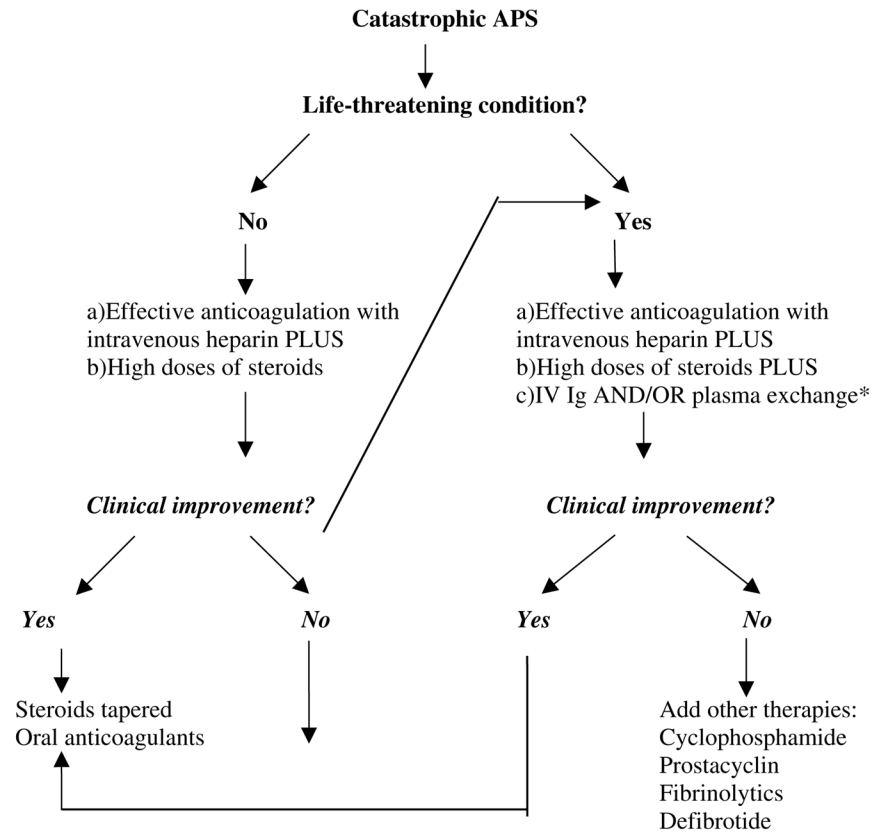 Catastrophic APS
Life-threatening condition?
No
Yes
a)Effective anticoagulation with
intravenous heparin PLUS
b)High doses of steroids
a)Effective anticoagulation with
intravenous heparin PLUS
b)High doses of steroids PLUS
c)IV Ig AND/OR plasma exchange*
Clinical improvement?
Clinical improvement?
Yes
No
Yes
No
Steroids tapered
Oral anticoagulants
Add other therapies:
Cyclophosphamide
Prostacyclin
Fibrinolytics
Defibrotide